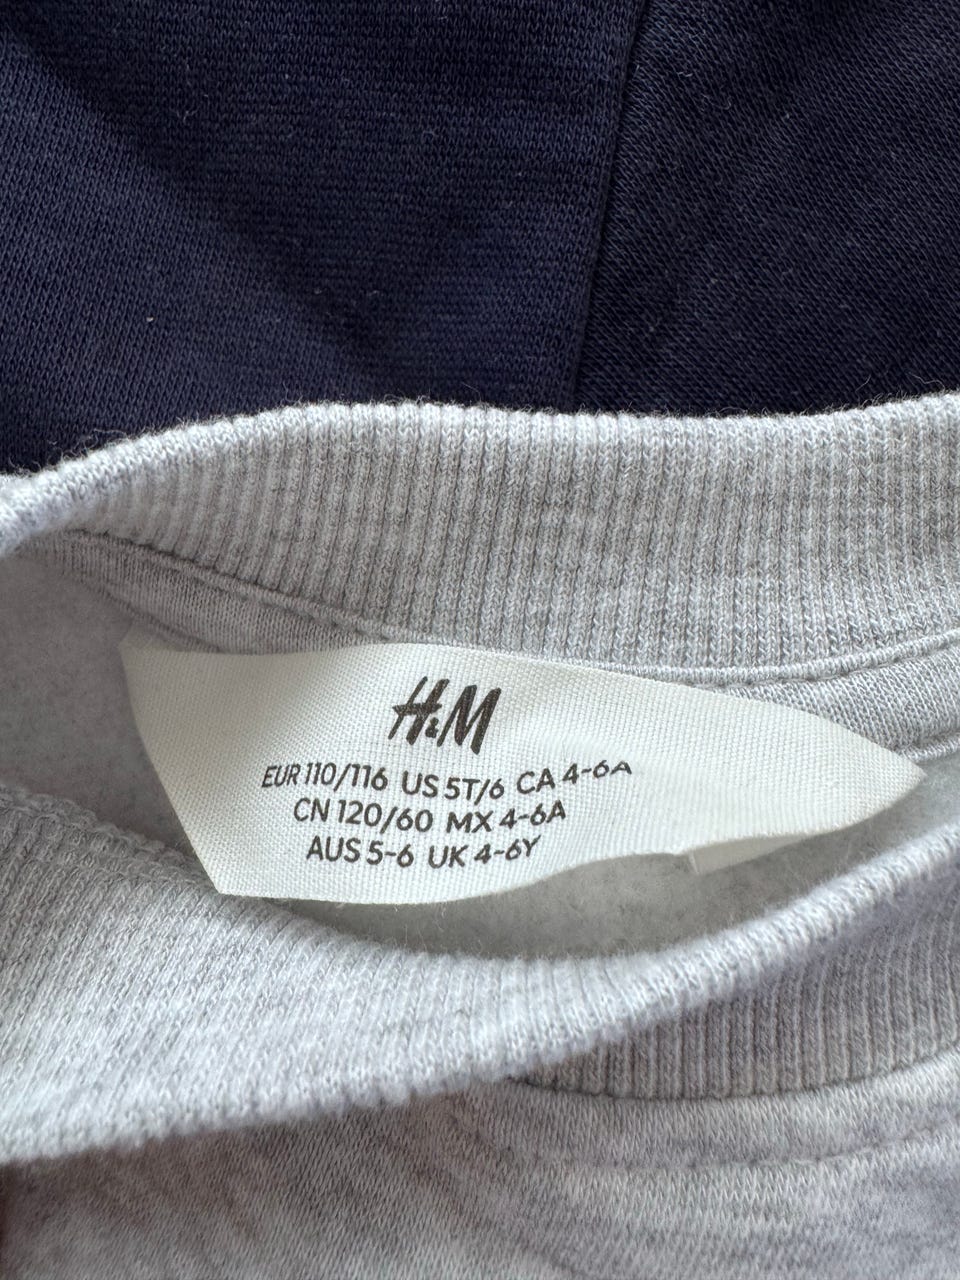 H&M
EUR 110/116 US 5T/6 CA 4-6A
CN 120/60 MX 4-6A
AUS 5-6 UK 4-6Y